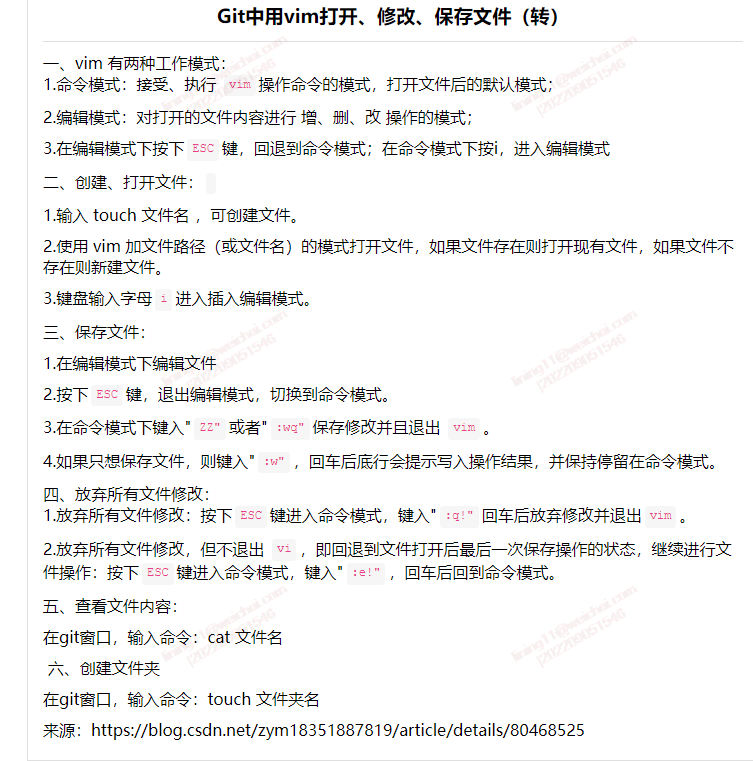 Git中用vim打开、修改、保存文件（转）
一、vim 有两种工作模式：
1.命令模式：接受、执行 vim 操作命令的模式，打开文件后的默认模式；
2.编辑模式：对打开的文件内容进行 增、删、改 操作的模式；
3.在编辑模式下按下 ESC 键，回退到命令模式；在命令模式下按i，进入编辑模式
二、创建、打开文件：
1.输入 touch 文件名 ，可创建文件。
2.使用 vim 加文件路径（或文件名）的模式打开文件，如果文件存在则打开现有文件，如果文件不
存在则新建文件。
3.键盘输入字母 i 进入插入编辑模式。
三、保存文件：
1.在编辑模式下编辑文件
2.按下 ESC 键，退出编辑模式，切换到命令模式。
3.在命令模式下键入" ZZ" 或者" :wq" 保存修改并且退出 vim 。
4.如果只想保存文件，则键入" :w" ，回车后底行会提示写入操作结果，并保持停留在命令模式。
四、放弃所有文件修改：
1.放弃所有文件修改：按下 ESC 键进入命令模式，键入" :q!" 回车后放弃修改并退出 vim 。
2.放弃所有文件修改，但不退出 vi ，即回退到文件打开后最后一次保存操作的状态，继续进行文
件操作：按下 ESC 键进入命令模式，键入" :e!" ，回车后回到命令模式。
五、查看文件内容：
在git窗口，输入命令：cat 文件名
六、创建文件夹
在git窗口，输入命令：touch 文件夹名
来源：https://blog.csdn.net/zym18351887819/article/details/80468525